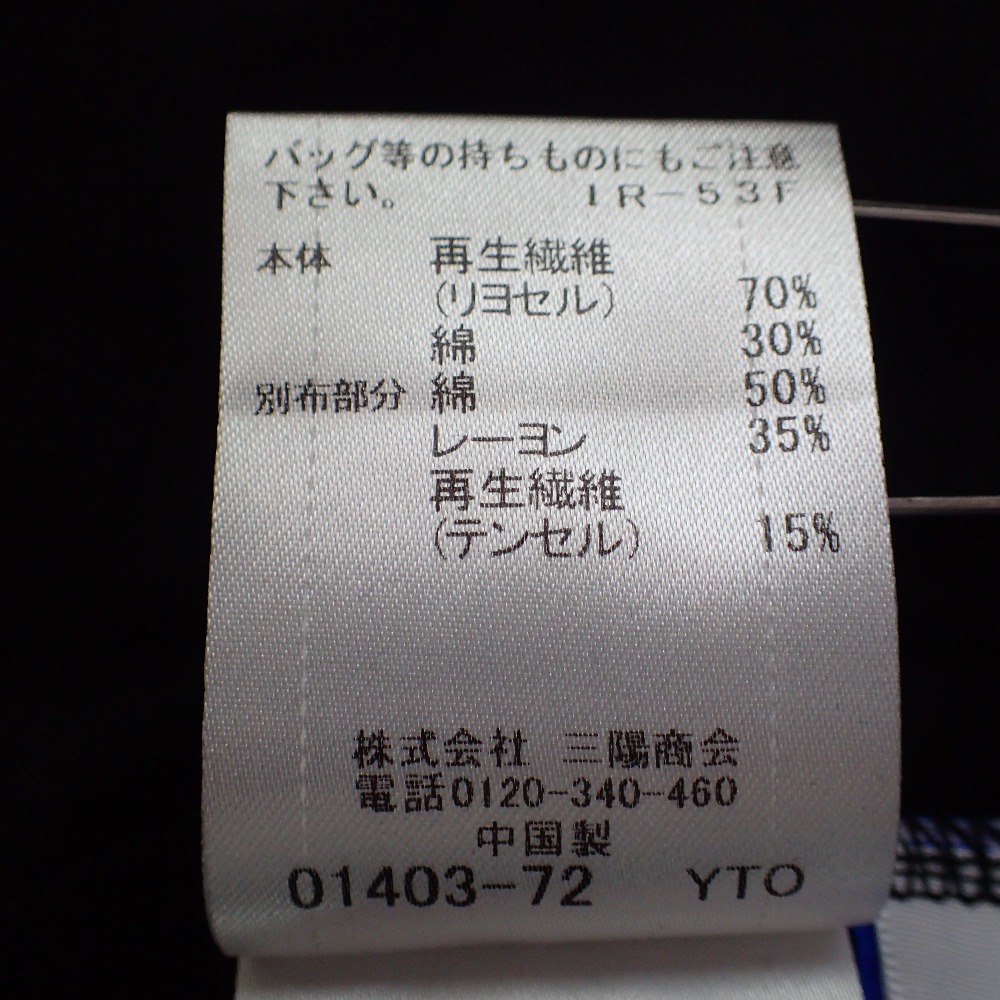 バッグ等の持ちものにもご注意
下さい。 IR-53F
本体 再生繊維
(リヨセル) 70%
綿 30%
別布部分 綿 50%
レーヨン 35%
再生繊維
(テンセル) 15%
株式会社 三陽商会
電話0120-340-460
中国製
01403-72 YTO